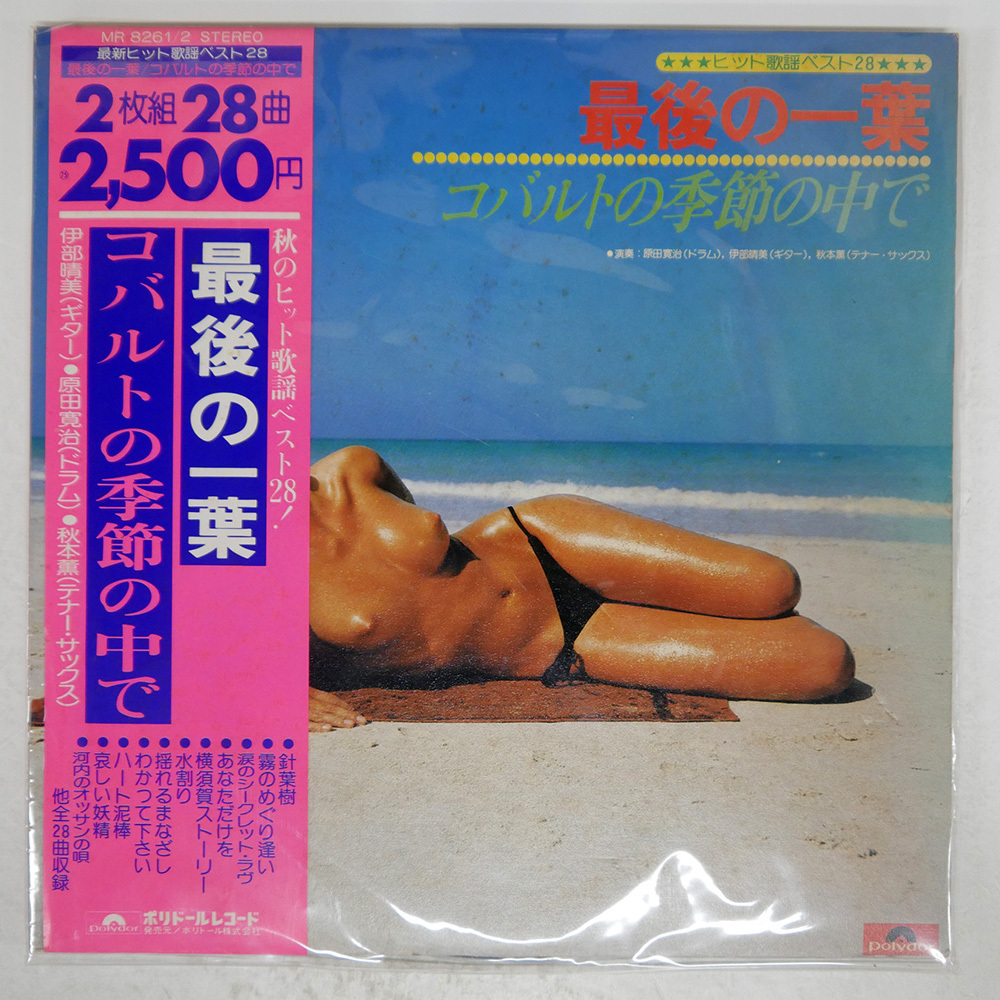 MR 8261/2 STEREO
最新ヒット歌謡ベスト28
最後の一葉/コバルトの季節の中で
2枚組28曲
2,500円
秋のヒット歌謡ベスト28!
最後の一葉
コバルトの季節の中で
伊部晴美(ギター)●原田寛治(ドラム)●秋本薫(テナー・サックス)
●針葉樹
●霧のめぐり逢い
●涙のシークレット・ラヴ
●あなただけを
●横須賀ストーリー
●水割り
●揺れるまなざし
●わかって下さい
●ハート泥棒
●哀しい妖精
●河内のオッサンの唄
他全28曲収録
polydor
ポリドールレコード
発売元/ポリドール株式会社
★★★ヒット歌謡ベスト28★★★
最後の一葉
コバルトの季節の中で
●演奏:原田寛治(ドラム),伊部晴美(ギター),秋本薫(テナー・サックス)
polydor